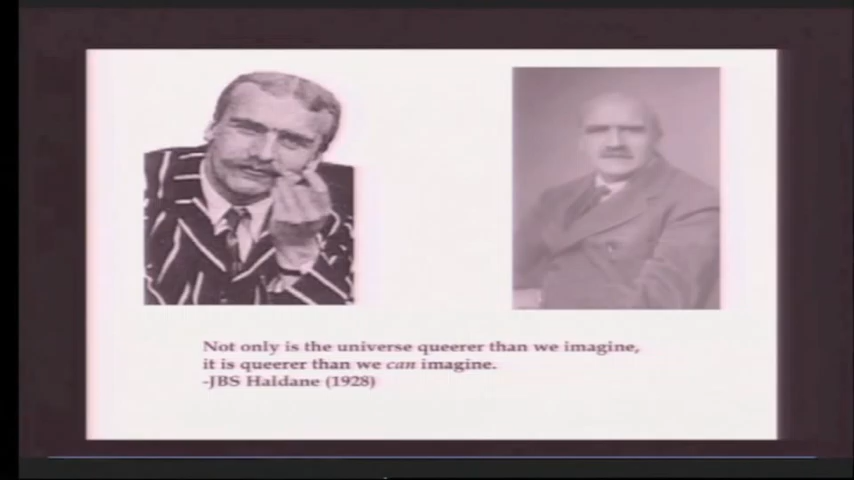 Not only is the universe queerer than we imagine,
it is queerer than we can imagine.
-JBS Haldane (1928)